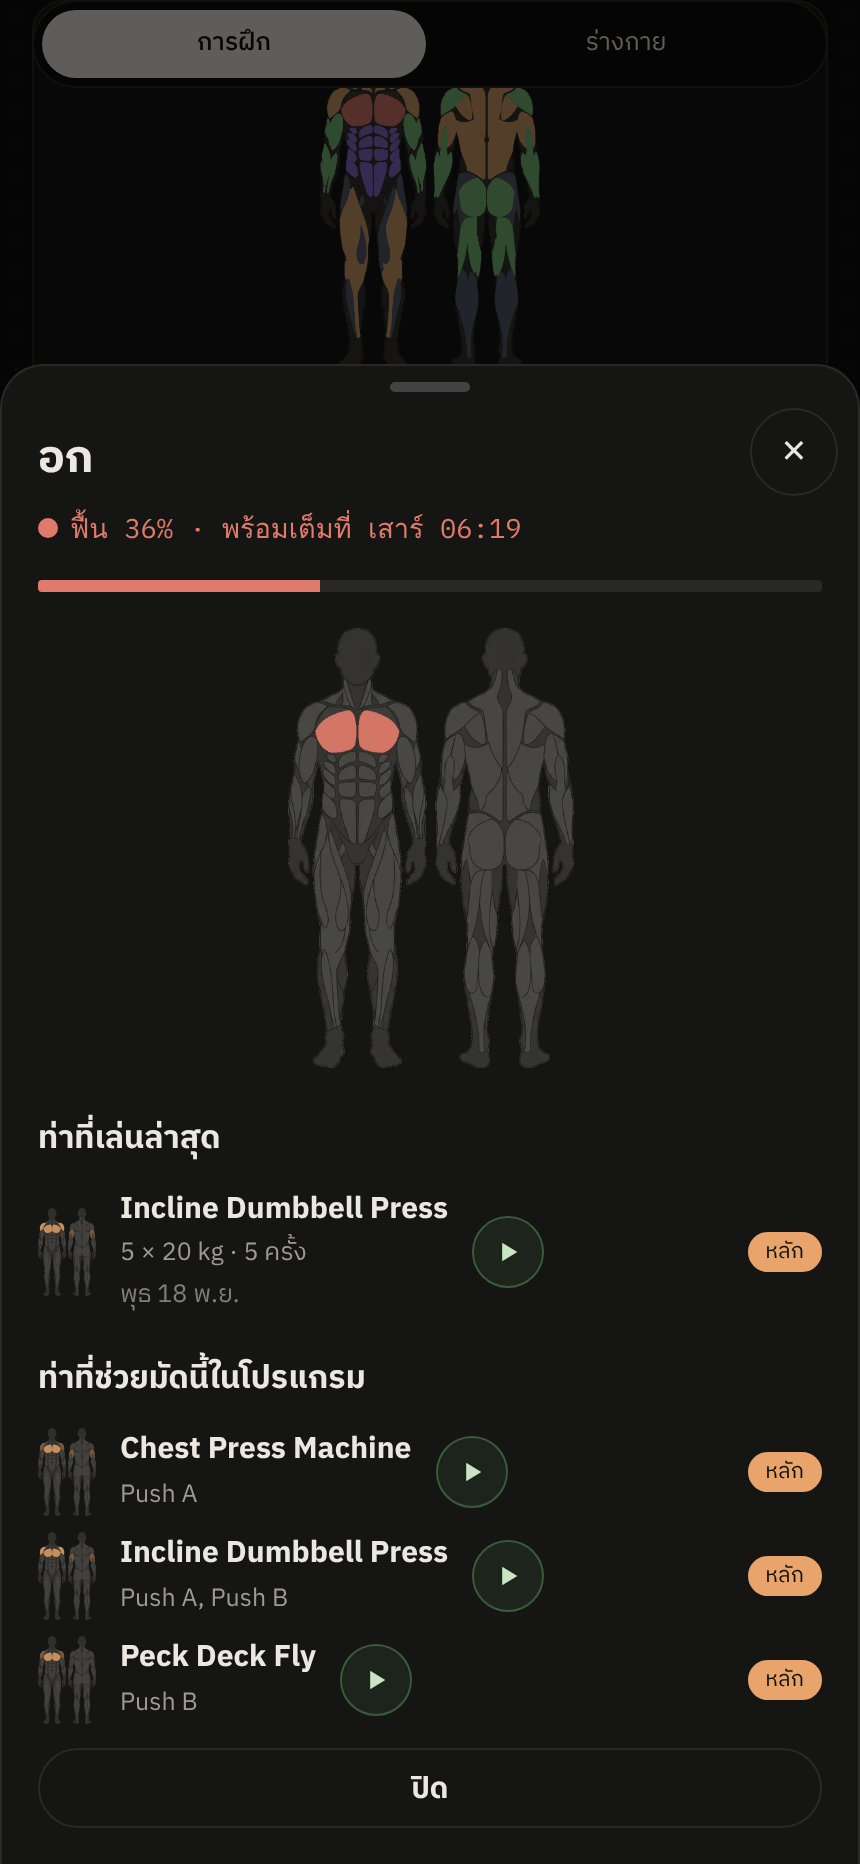 การฝึก
ร่างกาย
อก
ฟื้น 36% · พร้อมเต็มที่ เสาร์ 06:19
ท่าที่เล่นล่าสุด
Incline Dumbbell Press
5 × 20 kg · 5 ครั้ง
พุธ 18 พ.ย.
หลัก
ท่าที่ช่วยมัดนี้ในโปรแกรม
Chest Press Machine
Push A
หลัก
Incline Dumbbell Press
Push A, Push B
หลัก
Peck Deck Fly
Push B
หลัก
ปิด